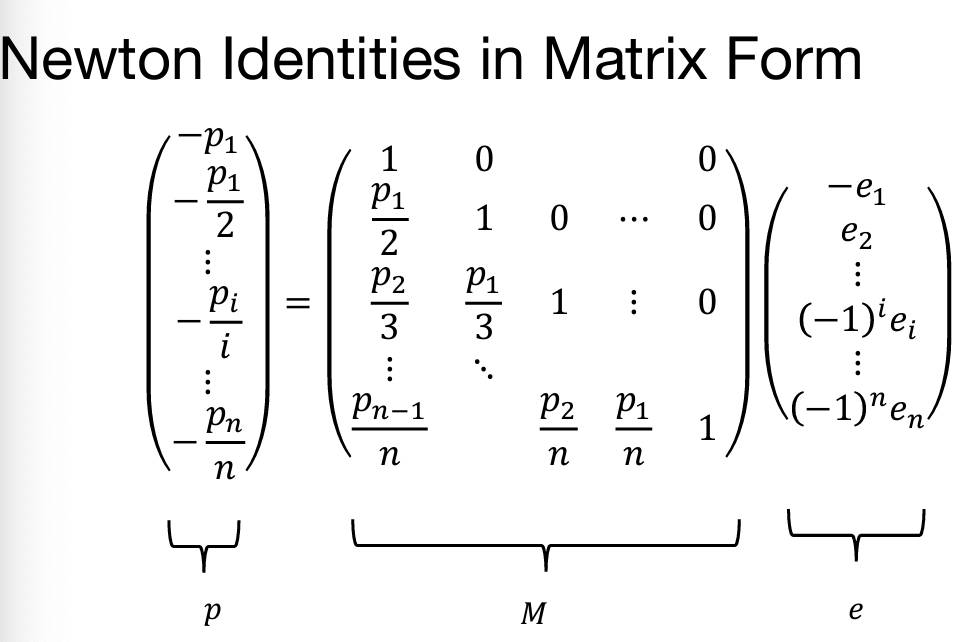 Newton Identities in Matrix Form
(−p₁, −p₁/2, ⋮, −pᵢ/i, ⋮, −pₙ/n) =
1 0 0
p₁/2 1 0 ⋯ 0
p₂/3 p₁/3 1 ⋮ 0
⋮ ⋱
pₙ₋₁/n p₂/n p₁/n 1
(−e₁, e₂, ⋮, (−1)ⁱeᵢ, ⋮, (−1)ⁿeₙ)
p M e